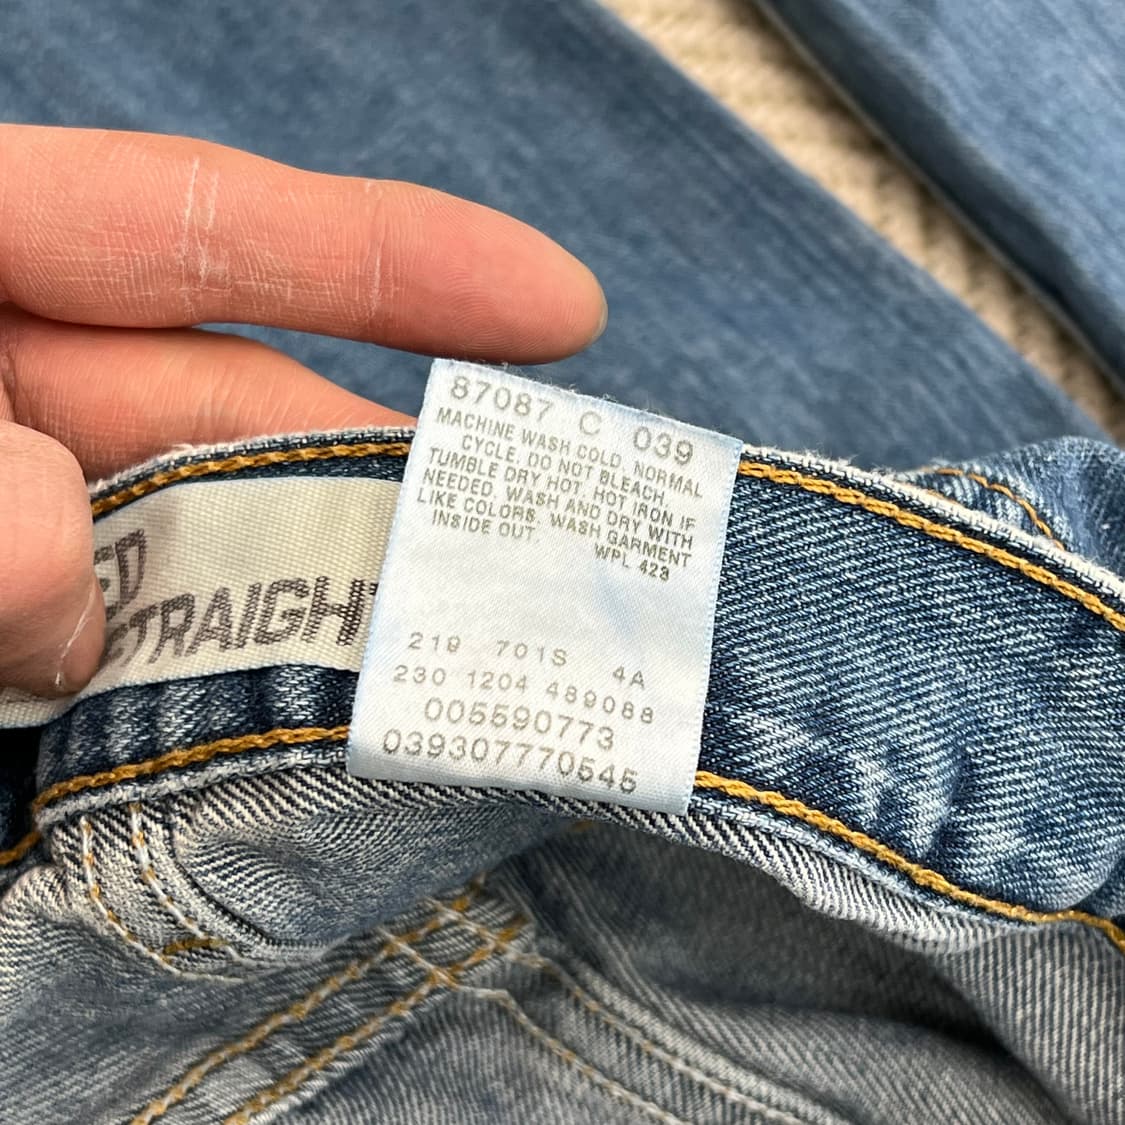 87087 C 039
MACHINE WASH COLD, NORMAL
CYCLE. DO NOT BLEACH.
TUMBLE DRY HOT. HOT IRON IF
NEEDED. WASH AND DRY WITH
LIKE COLORS. WASH GARMENT
INSIDE OUT. WPL 423
219 701S 4A
230 1204 489088
005590773
039307770545
ED
STRAIGHT